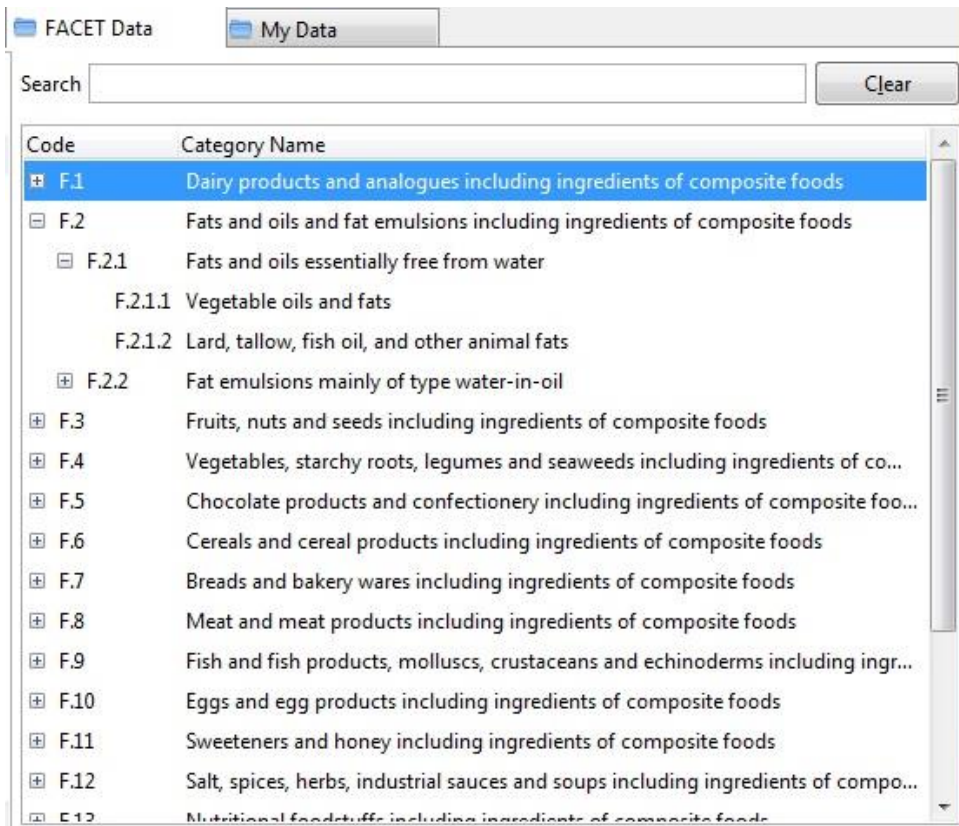 FACET Data My Data
Search Clear
Code Category Name
F.1 Dairy products and analogues including ingredients of composite foods
F.2 Fats and oils and fat emulsions including ingredients of composite foods
F.2.1 Fats and oils essentially free from water
F.2.1.1 Vegetable oils and fats
F.2.1.2 Lard, tallow, fish oil, and other animal fats
F.2.2 Fat emulsions mainly of type water-in-oil
F.3 Fruits, nuts and seeds including ingredients of composite foods
F.4 Vegetables, starchy roots, legumes and seaweeds including ingredients of co...
F.5 Chocolate products and confectionery including ingredients of composite foo...
F.6 Cereals and cereal products including ingredients of composite foods
F.7 Breads and bakery wares including ingredients of composite foods
F.8 Meat and meat products including ingredients of composite foods
F.9 Fish and fish products, molluscs, crustaceans and echinoderms including ingr...
F.10 Eggs and egg products including ingredients of composite foods
F.11 Sweeteners and honey including ingredients of composite foods
F.12 Salt, spices, herbs, industrial sauces and soups including ingredients of compo...
F.13 Nutritional foodstuffs including ingredients of composite foods